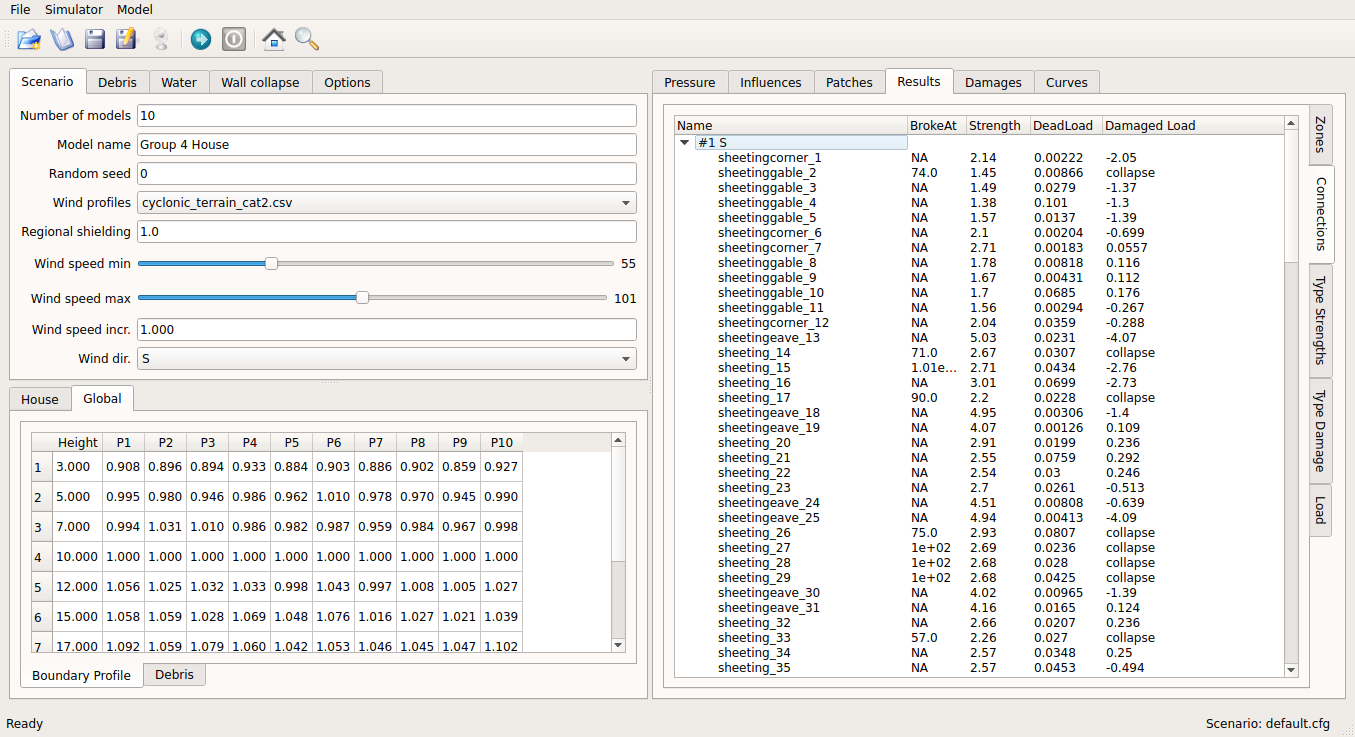 File Simulator Model
Scenario Debris Water Wall collapse Options
Number of models 10
Model name Group 4 House
Random seed 0
Wind profiles cyclonic_terrain_cat2.csv
Regional shielding 1.0
Wind speed min 55
Wind speed max 101
Wind speed incr. 1.000
Wind dir. S
House Global
Height P1 P2 P3 P4 P5 P6 P7 P8 P9 P10
1 3.000 0.908 0.896 0.894 0.933 0.884 0.903 0.886 0.902 0.859 0.927
2 5.000 0.995 0.980 0.946 0.986 0.962 1.010 0.978 0.970 0.945 0.990
3 7.000 0.994 1.031 1.010 0.986 0.982 0.987 0.959 0.984 0.967 0.998
4 10.000 1.000 1.000 1.000 1.000 1.000 1.000 1.000 1.000 1.000 1.000
5 12.000 1.056 1.025 1.032 1.033 0.998 1.043 0.997 1.008 1.005 1.027
6 15.000 1.058 1.059 1.028 1.069 1.048 1.076 1.016 1.027 1.021 1.039
7 17.000 1.092 1.059 1.079 1.060 1.042 1.053 1.046 1.045 1.047 1.102
Boundary Profile Debris
Pressure Influences Patches Results Damages Curves
Name BrokeAt Strength DeadLoad Damaged Load
#1 S
sheetingcorner_1 NA 2.14 0.00222 -2.05
sheetinggable_2 74.0 1.45 0.00866 collapse
sheetinggable_3 NA 1.49 0.0279 -1.37
sheetinggable_4 NA 1.38 0.101 -1.3
sheetinggable_5 NA 1.57 0.0137 -1.39
sheetingcorner_6 NA 2.1 0.00204 -0.699
sheetingcorner_7 NA 2.71 0.00183 0.0557
sheetinggable_8 NA 1.78 0.00818 0.116
sheetinggable_9 NA 1.67 0.00431 0.112
sheetinggable_10 NA 1.7 0.0685 0.176
sheetinggable_11 NA 1.56 0.00294 -0.267
sheetingcorner_12 NA 2.04 0.0359 -0.288
sheetingeave_13 NA 5.03 0.0231 -4.07
sheeting_14 71.0 2.67 0.0307 collapse
sheeting_15 1.01e... 2.71 0.0434 -2.76
sheeting_16 NA 3.01 0.0699 -2.73
sheeting_17 90.0 2.2 0.0228 collapse
sheetingeave_18 NA 4.95 0.00306 -1.4
sheetingeave_19 NA 4.07 0.00126 0.109
sheeting_20 NA 2.91 0.0199 0.236
sheeting_21 NA 2.55 0.0759 0.292
sheeting_22 NA 2.54 0.03 0.246
sheeting_23 NA 2.7 0.0261 -0.513
sheetingeave_24 NA 4.51 0.00808 -0.639
sheetingeave_25 NA 4.94 0.00413 -4.09
sheeting_26 75.0 2.93 0.0807 collapse
sheeting_27 1e+02 2.69 0.0236 collapse
sheeting_28 1e+02 2.68 0.028 collapse
sheeting_29 1e+02 2.68 0.0425 collapse
sheetingeave_30 NA 4.02 0.00965 -1.39
sheetingeave_31 NA 4.16 0.0165 0.124
sheeting_32 NA 2.66 0.0207 0.236
sheeting_33 57.0 2.26 0.027 collapse
sheeting_34 NA 2.57 0.0348 0.25
sheeting_35 NA 2.57 0.0453 -0.494
Zones
Connections
Type Strengths
Type Damage
Load
Ready
Scenario: default.cfg